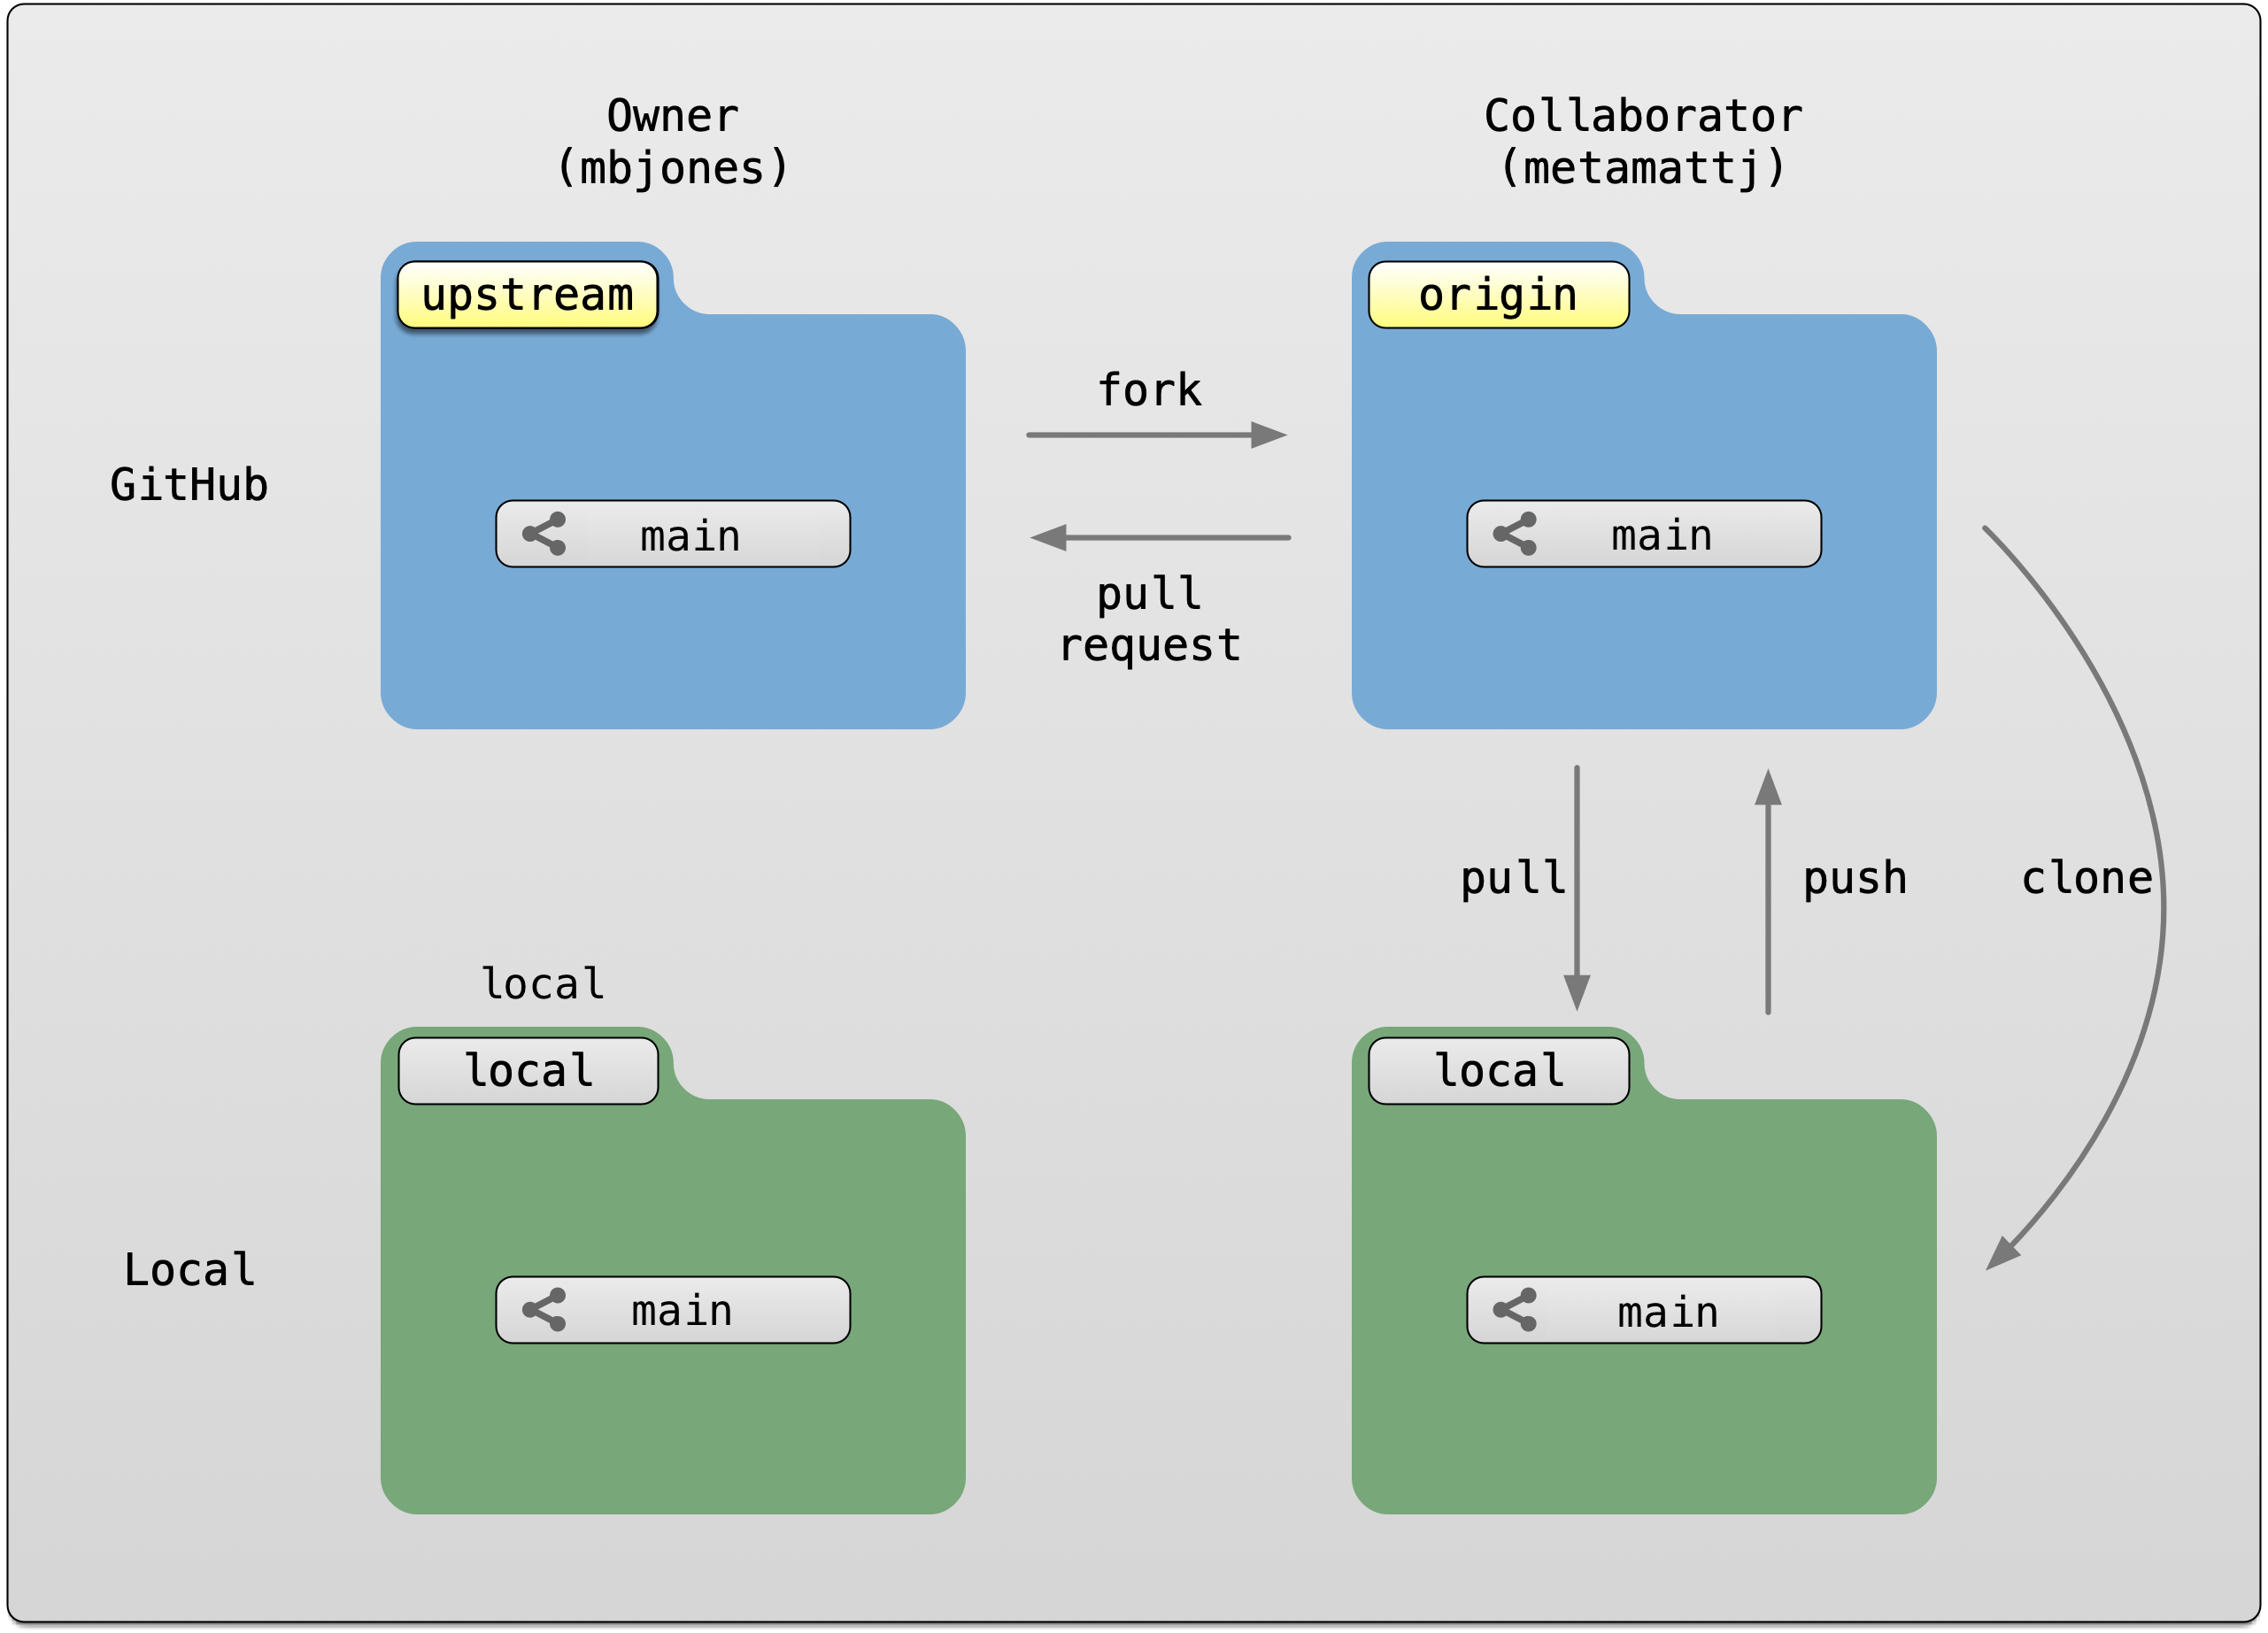 Owner
(mbjones)
Collaborator
(metamattj)
upstream
origin
fork
GitHub
main
main
pull
request
pull
push
clone
local
local
local
Local
main
main